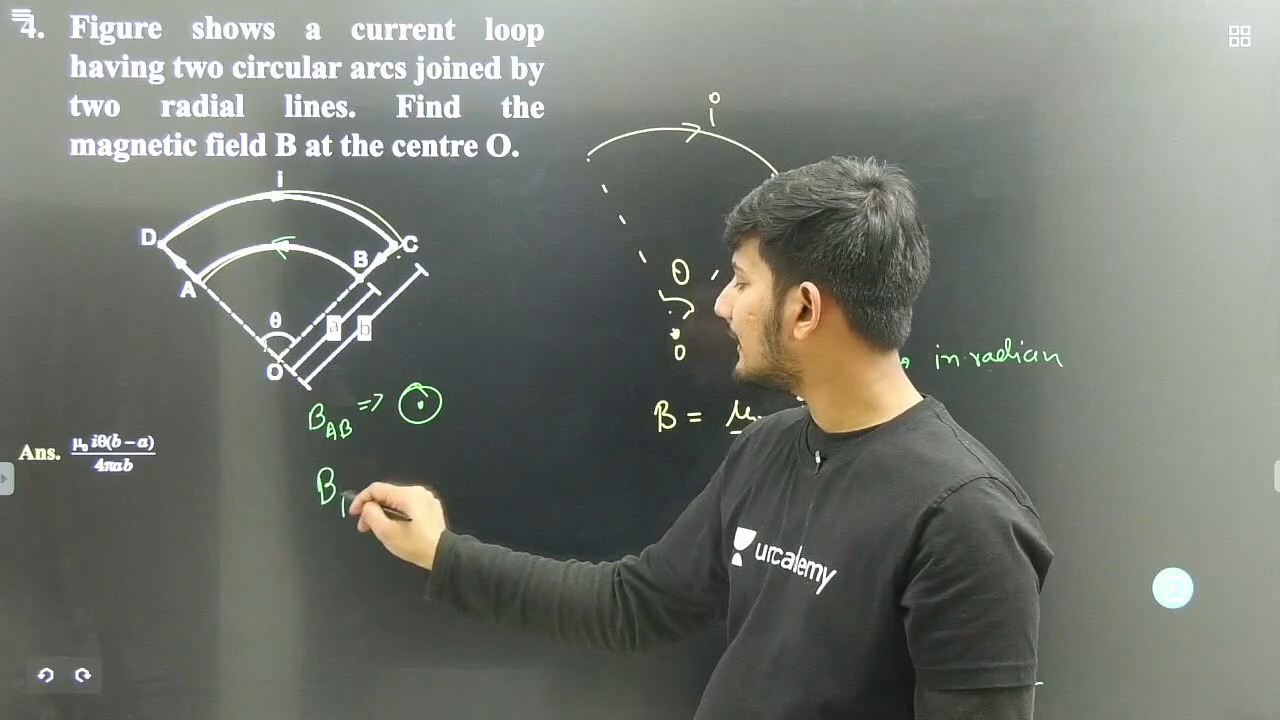 4. Figure shows a current loop
having two circular arcs joined by
two radial lines. Find the
magnetic field B at the centre O.
i
D
C
B
A
θ
a
b
O
B_AB ⇒ ⊙
Ans. μ₀iθ(b−a)/4πab
B
i
θ
O
in radian
B = μ
unacademy